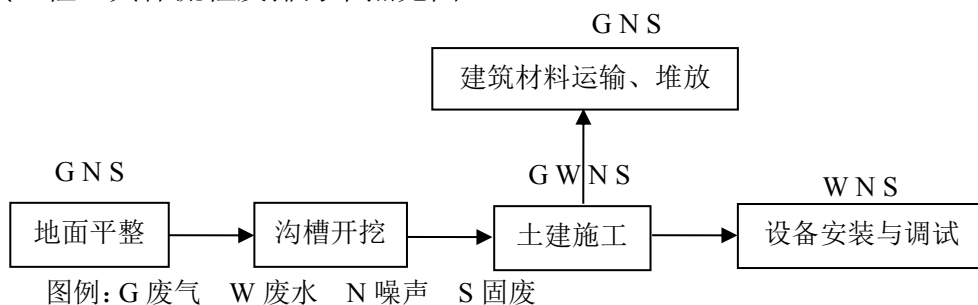 G N S
建筑材料运输、堆放
G N S
G W N S
W N S
地面平整
沟槽开挖
土建施工
设备安装与调试
图例：G 废气 W 废水 N 噪声 S 固废